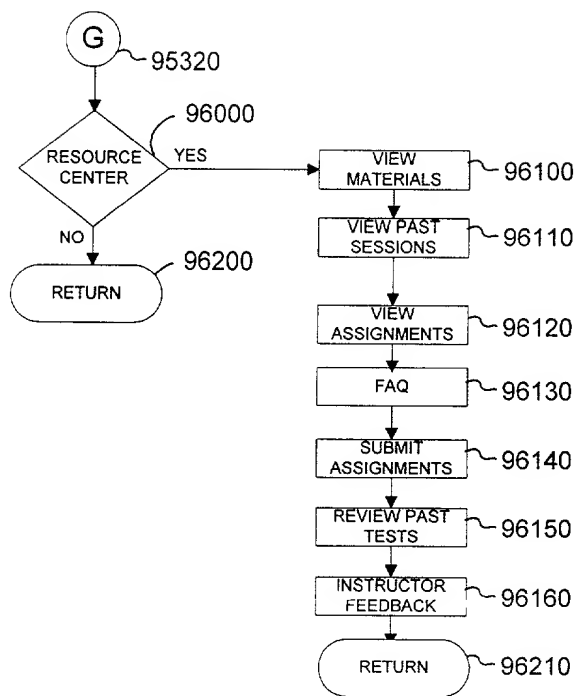 G
95320
96000
RESOURCE
CENTER
YES
NO
96200
RETURN
VIEW
MATERIALS
96100
VIEW PAST
SESSIONS
96110
VIEW
ASSIGNMENTS
96120
FAQ
96130
SUBMIT
ASSIGNMENTS
96140
REVIEW PAST
TESTS
96150
INSTRUCTOR
FEEDBACK
96160
RETURN
96210